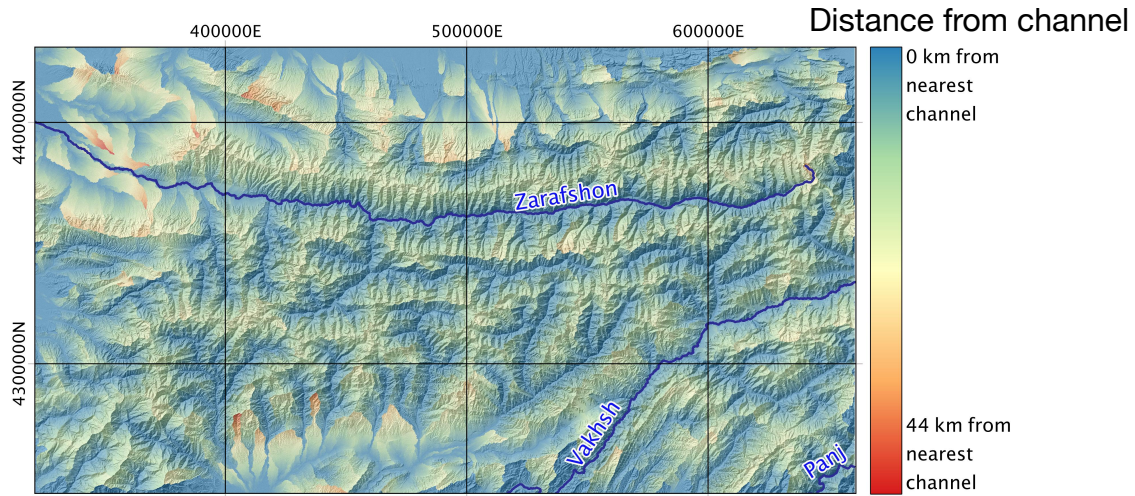 Distance from channel
400000E
500000E
600000E
0 km from
nearest
channel
4400000N
Zarafshon
4300000N
Vakhsh
Panj
44 km from
nearest
channel